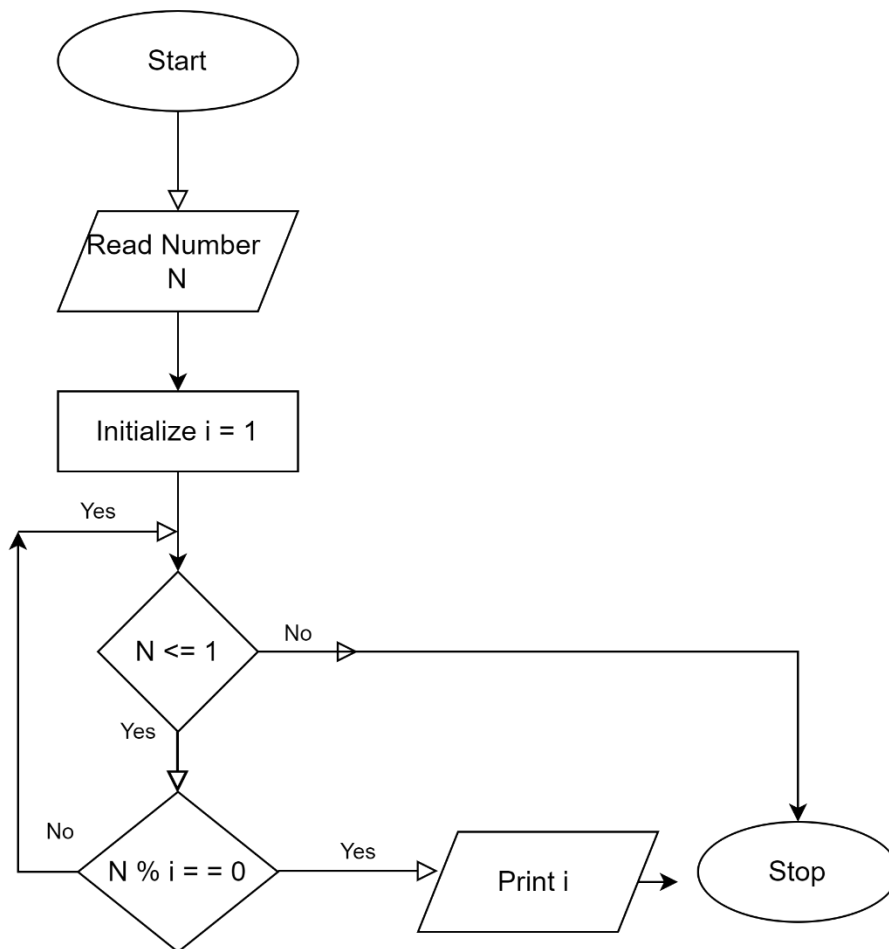 Start
Read Number
N
Initialize i = 1
Yes
N <= 1
No
Yes
N % i = = 0
No
Yes
Print i
Stop